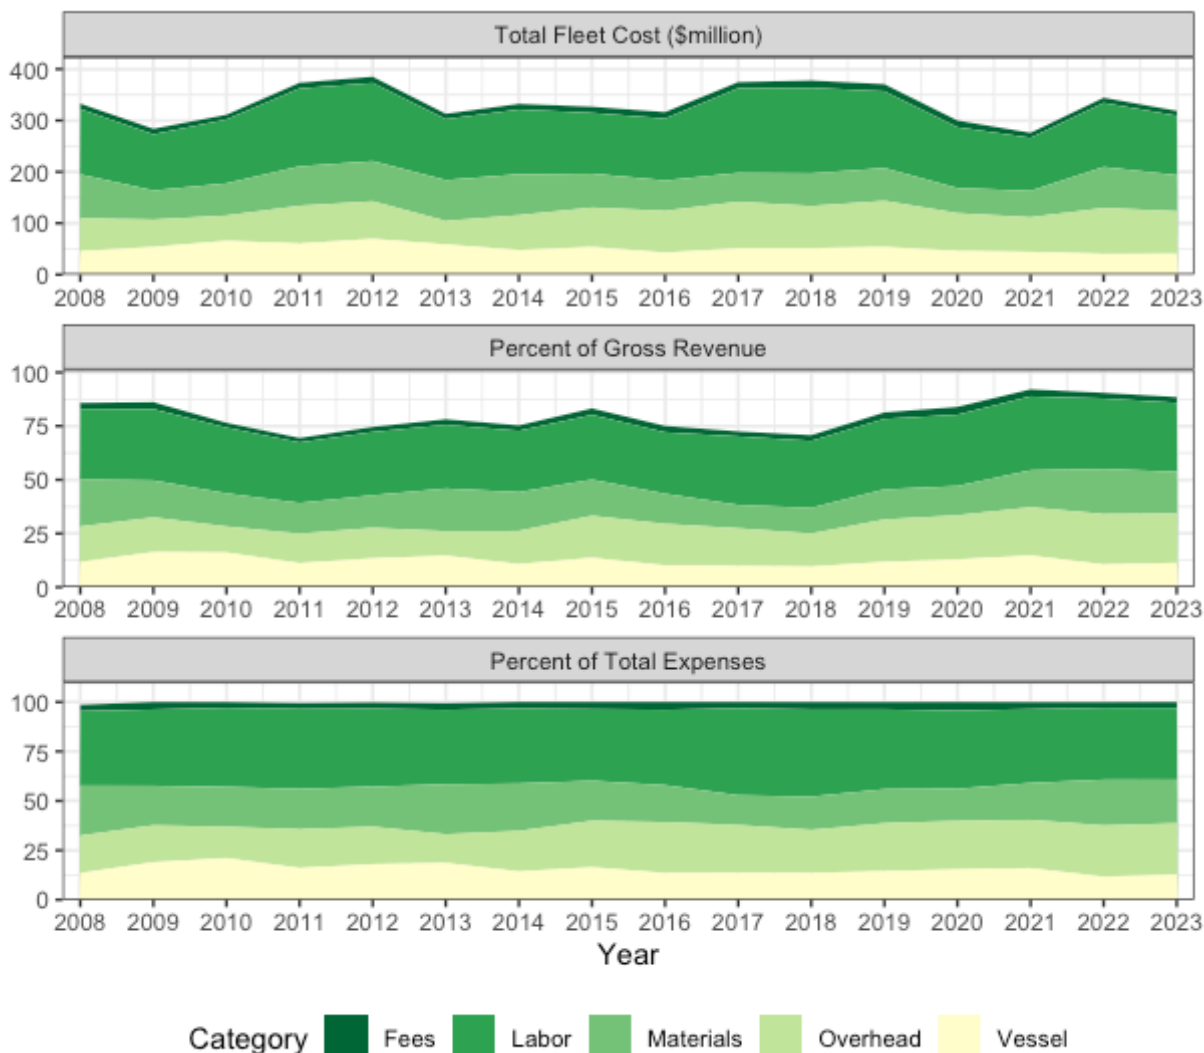 Total Fleet Cost ($million)
400
300
200
100
0
2008 2009 2010 2011 2012 2013 2014 2015 2016 2017 2018 2019 2020 2021 2022 2023
Percent of Gross Revenue
100
75
50
25
0
2008 2009 2010 2011 2012 2013 2014 2015 2016 2017 2018 2019 2020 2021 2022 2023
Percent of Total Expenses
100
75
50
25
0
2008 2009 2010 2011 2012 2013 2014 2015 2016 2017 2018 2019 2020 2021 2022 2023
Year
Category Fees Labor Materials Overhead Vessel